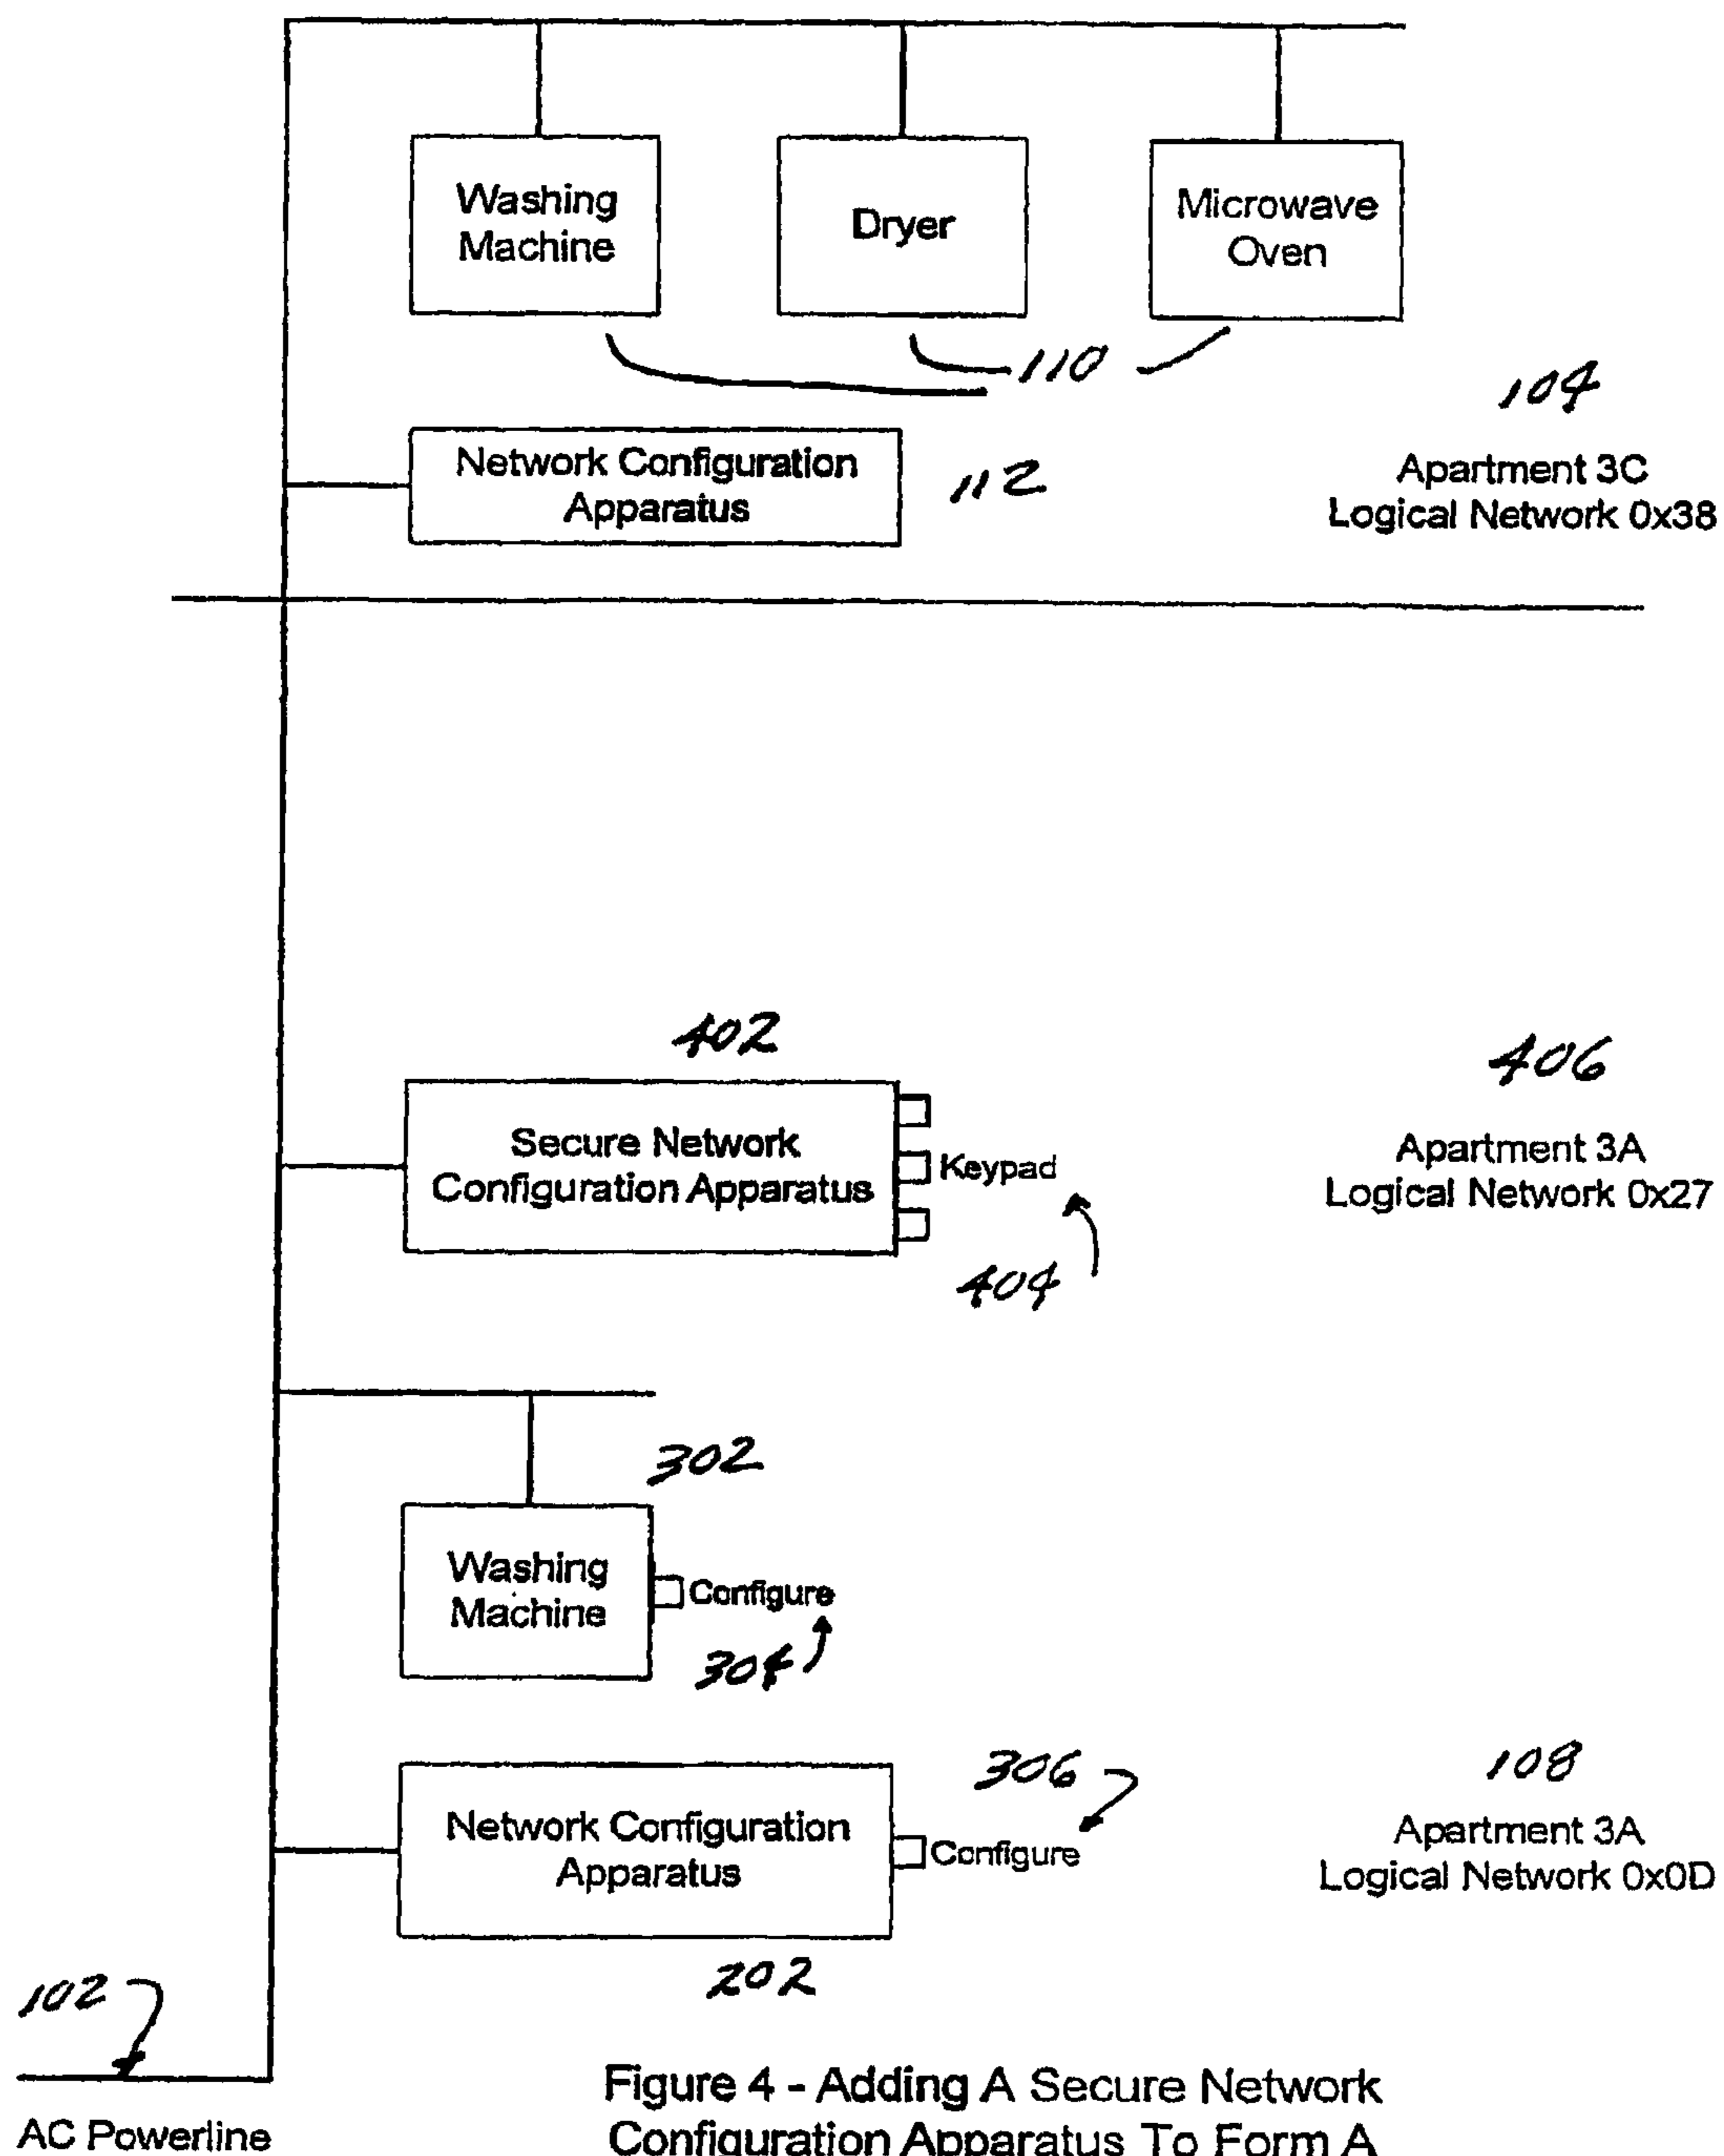 Washing
Machine
Dryer
Microwave
Oven
110
104
Network Configuration
Apparatus
112
Apartment 3C
Logical Network 0x38
402
406
Secure Network
Configuration Apparatus
Keypad
Apartment 3A
Logical Network 0x27
404
302
Washing
Machine
Configure
304
306
108
Network Configuration
Apparatus
Configure
Apartment 3A
Logical Network 0x0D
202
102
AC Powerline
Figure 4 - Adding A Secure Network
Configuration Apparatus To Form A